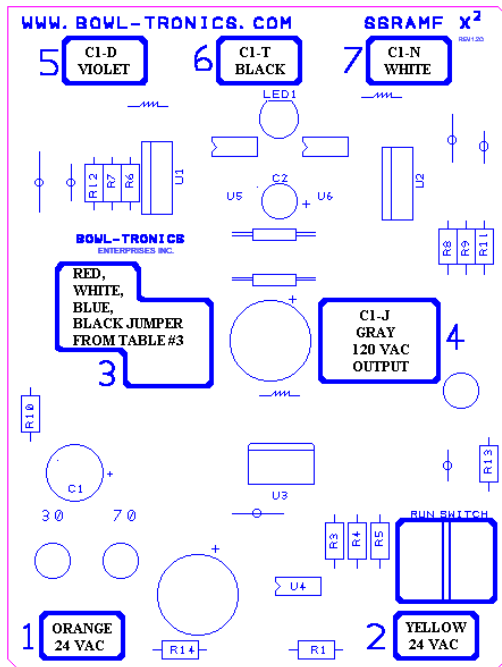 WWW.BOWL-TRONICS.COM SSRAMF X²
REV1.20
5 C1-D
VIOLET
6 C1-T
BLACK
7 C1-N
WHITE
LED1
U1
U2
R12 R7 R6
U5 C2 + U6
BOWL-TRONICS
ENTERPRISES INC.
R8 R9 R11
RED,
WHITE,
BLUE,
BLACK JUMPER
FROM TABLE #3
3
+
C1-J
GRAY
120 VAC
OUTPUT
4
R10
R13
C1 +
U3
30 70
RUN SWITCH
R3 R4 R5
+
U4
1 ORANGE
24 VAC
2 YELLOW
24 VAC
R14 R1